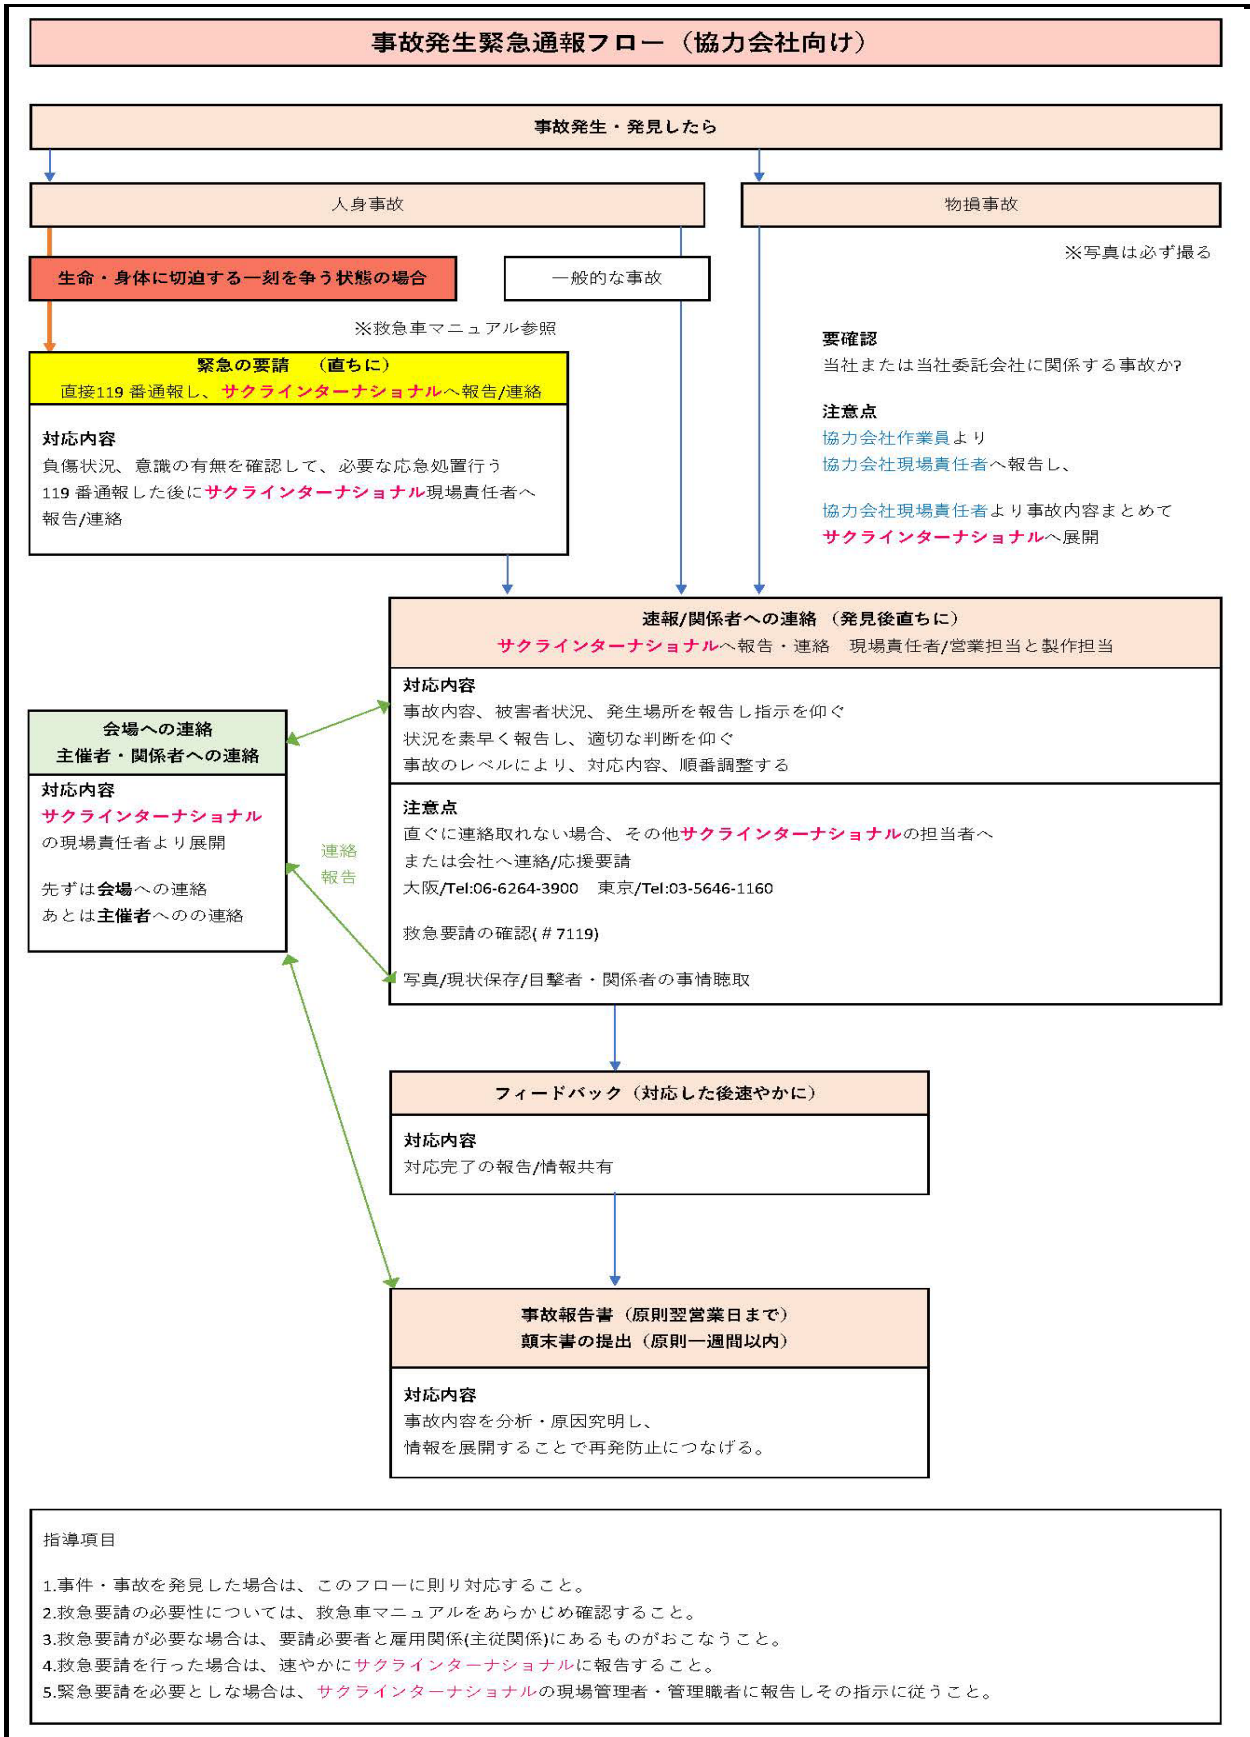 事故発生緊急通報フロー（協力会社向け）
事故発生・発見したら
人身事故
物損事故
※写真は必ず撮る
生命・身体に切迫する一刻を争う状態の場合
一般的な事故
※救急車マニュアル参照
緊急の要請　（直ちに）
直接119 番通報し、サクラインターナショナルへ報告/連絡
対応内容
負傷状況、意識の有無を確認して、必要な応急処置行う
119 番通報した後にサクラインターナショナル現場責任者へ
報告/連絡
要確認
当社または当社委託会社に関係する事故か?
注意点
協力会社作業員より
協力会社現場責任者へ報告し、
協力会社現場責任者より事故内容まとめて
サクラインターナショナルへ展開
速報/関係者への連絡 （発見後直ちに）
サクラインターナショナルへ報告・連絡　現場責任者/営業担当と製作担当
対応内容
事故内容、被害者状況、発生場所を報告し指示を仰ぐ
状況を素早く報告し、適切な判断を仰ぐ
事故のレベルにより、対応内容、順番調整する
注意点
直ぐに連絡取れない場合、その他サクラインターナショナルの担当者へ
または会社へ連絡/応援要請
大阪/Tel:06-6264-3900　東京/Tel:03-5646-1160
救急要請の確認(＃7119)
写真/現状保存/目撃者・関係者の事情聴取
会場への連絡
主催者・関係者への連絡
対応内容
サクラインターナショナル
の現場責任者より展開
先ずは会場への連絡
あとは主催者へのの連絡
連絡
報告
フィードバック（対応した後速やかに）
対応内容
対応完了の報告/情報共有
事故報告書（原則翌営業日まで）
顛末書の提出（原則一週間以内）
対応内容
事故内容を分析・原因究明し、
情報を展開することで再発防止につなげる。
指導項目
1.事件・事故を発見した場合は、このフローに則り対応すること。
2.救急要請の必要性については、救急車マニュアルをあらかじめ確認すること。
3.救急要請が必要な場合は、要請必要者と雇用関係(主従関係)にあるものがおこなうこと。
4.救急要請を行った場合は、速やかにサクラインターナショナルに報告すること。
5.緊急要請を必要としな場合は、サクラインターナショナルの現場管理者・管理職者に報告しその指示に従うこと。